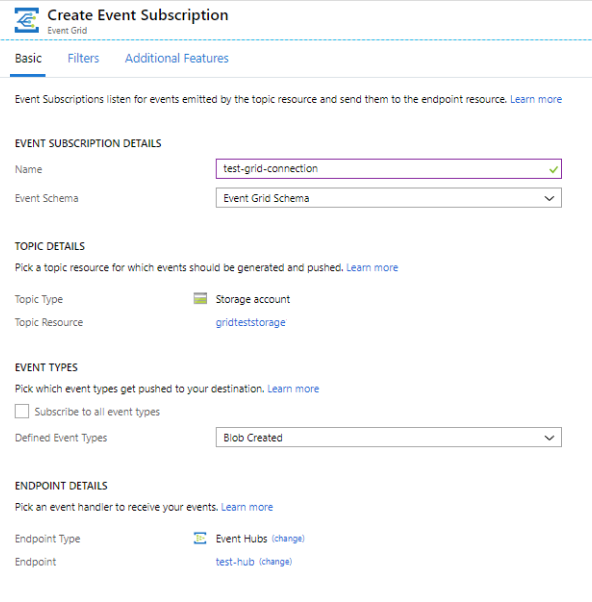 Create Event Subscription
Event Grid
Basic Filters Additional Features
Event Subscriptions listen for events emitted by the topic resource and send them to the endpoint resource. Learn more
EVENT SUBSCRIPTION DETAILS
Name test-grid-connection
Event Schema Event Grid Schema
TOPIC DETAILS
Pick a topic resource for which events should be generated and pushed. Learn more
Topic Type Storage account
Topic Resource gridteststorage
EVENT TYPES
Pick which event types get pushed to your destination. Learn more
Subscribe to all event types
Defined Event Types Blob Created
ENDPOINT DETAILS
Pick an event handler to receive your events. Learn more
Endpoint Type Event Hubs (change)
Endpoint test-hub (change)